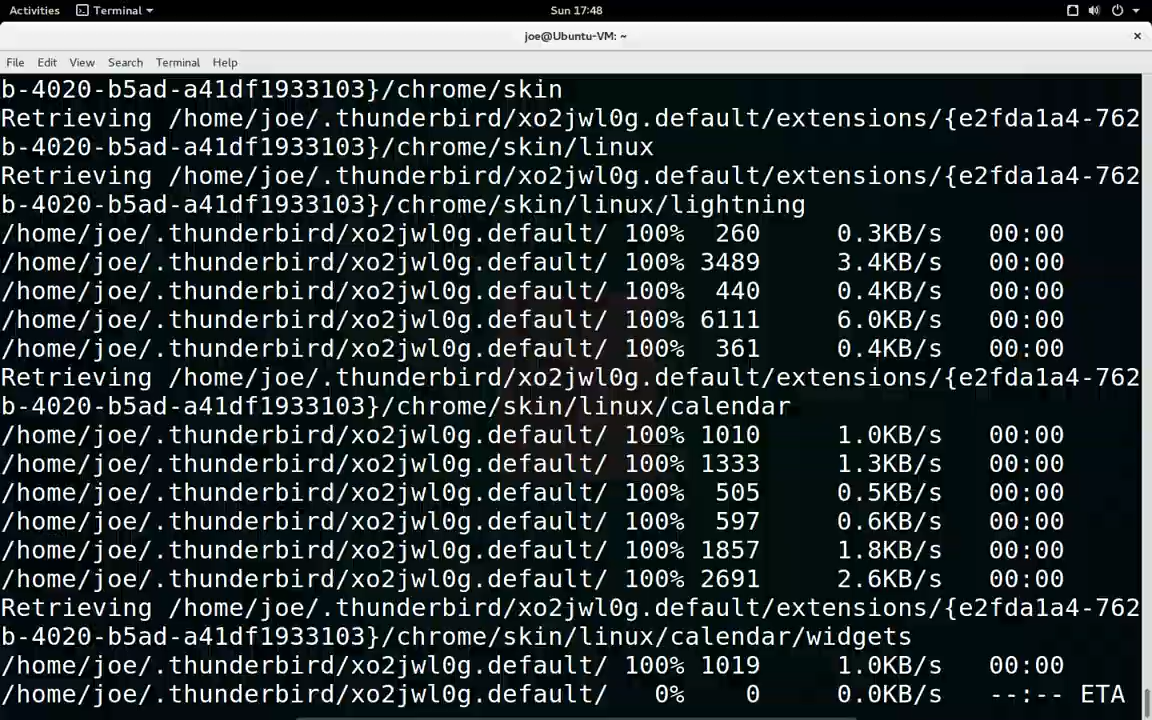 Activities Terminal Sun 17:48
joe@Ubuntu-VM: ~ ×
File Edit View Search Terminal Help
b-4020-b5ad-a41df1933103}/chrome/skin
Retrieving /home/joe/.thunderbird/xo2jwl0g.default/extensions/{e2fda1a4-762
b-4020-b5ad-a41df1933103}/chrome/skin/linux
Retrieving /home/joe/.thunderbird/xo2jwl0g.default/extensions/{e2fda1a4-762
b-4020-b5ad-a41df1933103}/chrome/skin/linux/lightning
/home/joe/.thunderbird/xo2jwl0g.default/ 100% 260 0.3KB/s 00:00
/home/joe/.thunderbird/xo2jwl0g.default/ 100% 3489 3.4KB/s 00:00
/home/joe/.thunderbird/xo2jwl0g.default/ 100% 440 0.4KB/s 00:00
/home/joe/.thunderbird/xo2jwl0g.default/ 100% 6111 6.0KB/s 00:00
/home/joe/.thunderbird/xo2jwl0g.default/ 100% 361 0.4KB/s 00:00
Retrieving /home/joe/.thunderbird/xo2jwl0g.default/extensions/{e2fda1a4-762
b-4020-b5ad-a41df1933103}/chrome/skin/linux/calendar
/home/joe/.thunderbird/xo2jwl0g.default/ 100% 1010 1.0KB/s 00:00
/home/joe/.thunderbird/xo2jwl0g.default/ 100% 1333 1.3KB/s 00:00
/home/joe/.thunderbird/xo2jwl0g.default/ 100% 505 0.5KB/s 00:00
/home/joe/.thunderbird/xo2jwl0g.default/ 100% 597 0.6KB/s 00:00
/home/joe/.thunderbird/xo2jwl0g.default/ 100% 1857 1.8KB/s 00:00
/home/joe/.thunderbird/xo2jwl0g.default/ 100% 2691 2.6KB/s 00:00
Retrieving /home/joe/.thunderbird/xo2jwl0g.default/extensions/{e2fda1a4-762
b-4020-b5ad-a41df1933103}/chrome/skin/linux/calendar/widgets
/home/joe/.thunderbird/xo2jwl0g.default/ 100% 1019 1.0KB/s 00:00
/home/joe/.thunderbird/xo2jwl0g.default/ 0% 0 0.0KB/s --:-- ETA